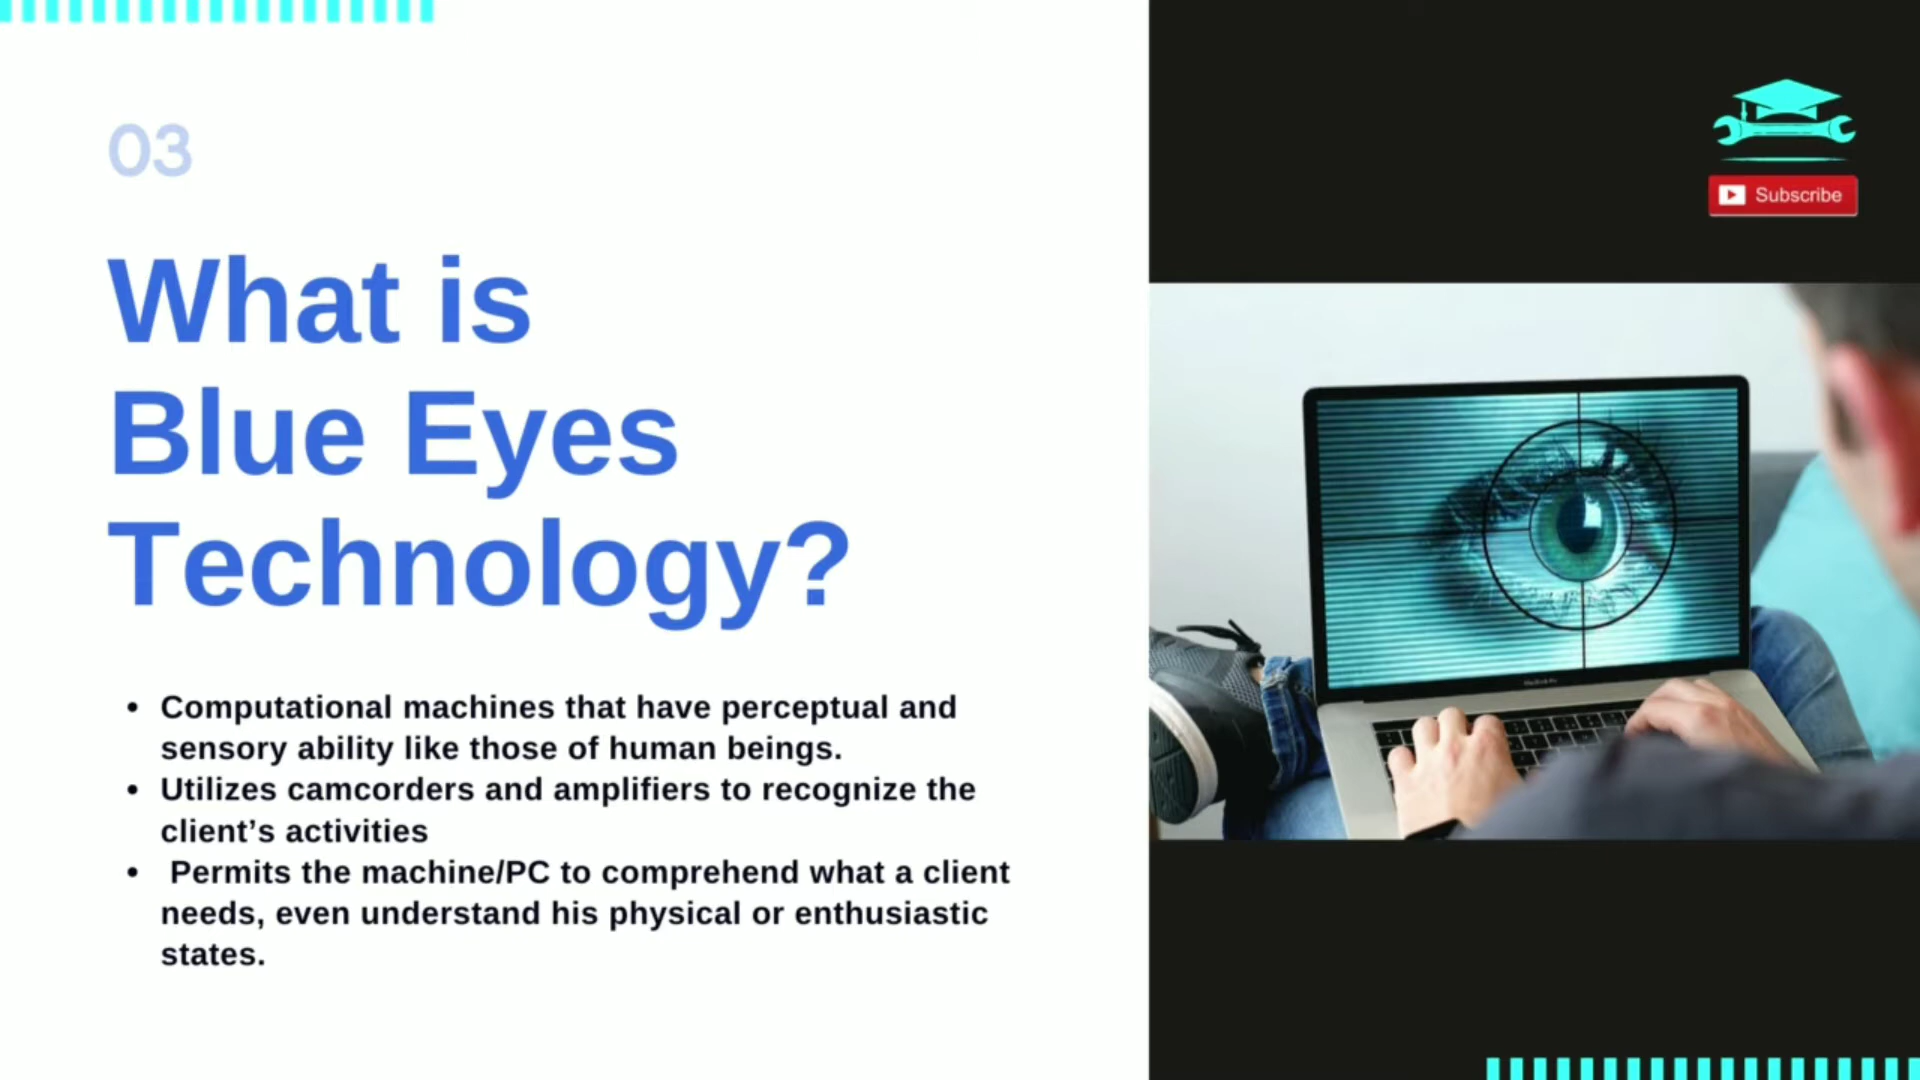 03
What is
Blue Eyes
Technology?
• Computational machines that have perceptual and
sensory ability like those of human beings.
• Utilizes camcorders and amplifiers to recognize the
client’s activities
• Permits the machine/PC to comprehend what a client
needs, even understand his physical or enthusiastic
states.
Subscribe